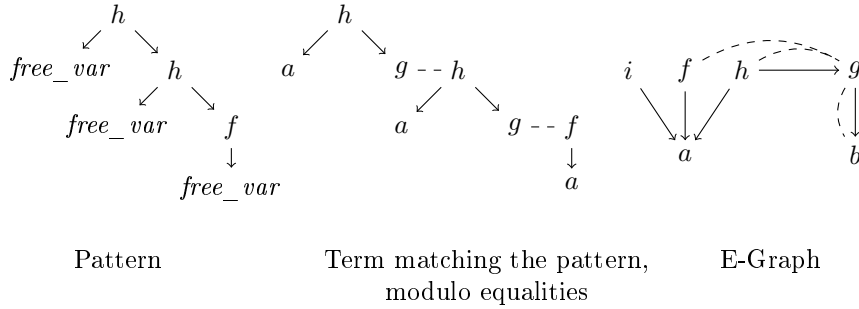 h
h
free_var
h
a
g
h
i
f
h
g
free_var
f
a
g
f
a
b
free_var
a
Pattern
Term matching the pattern,
modulo equalities
E-Graph